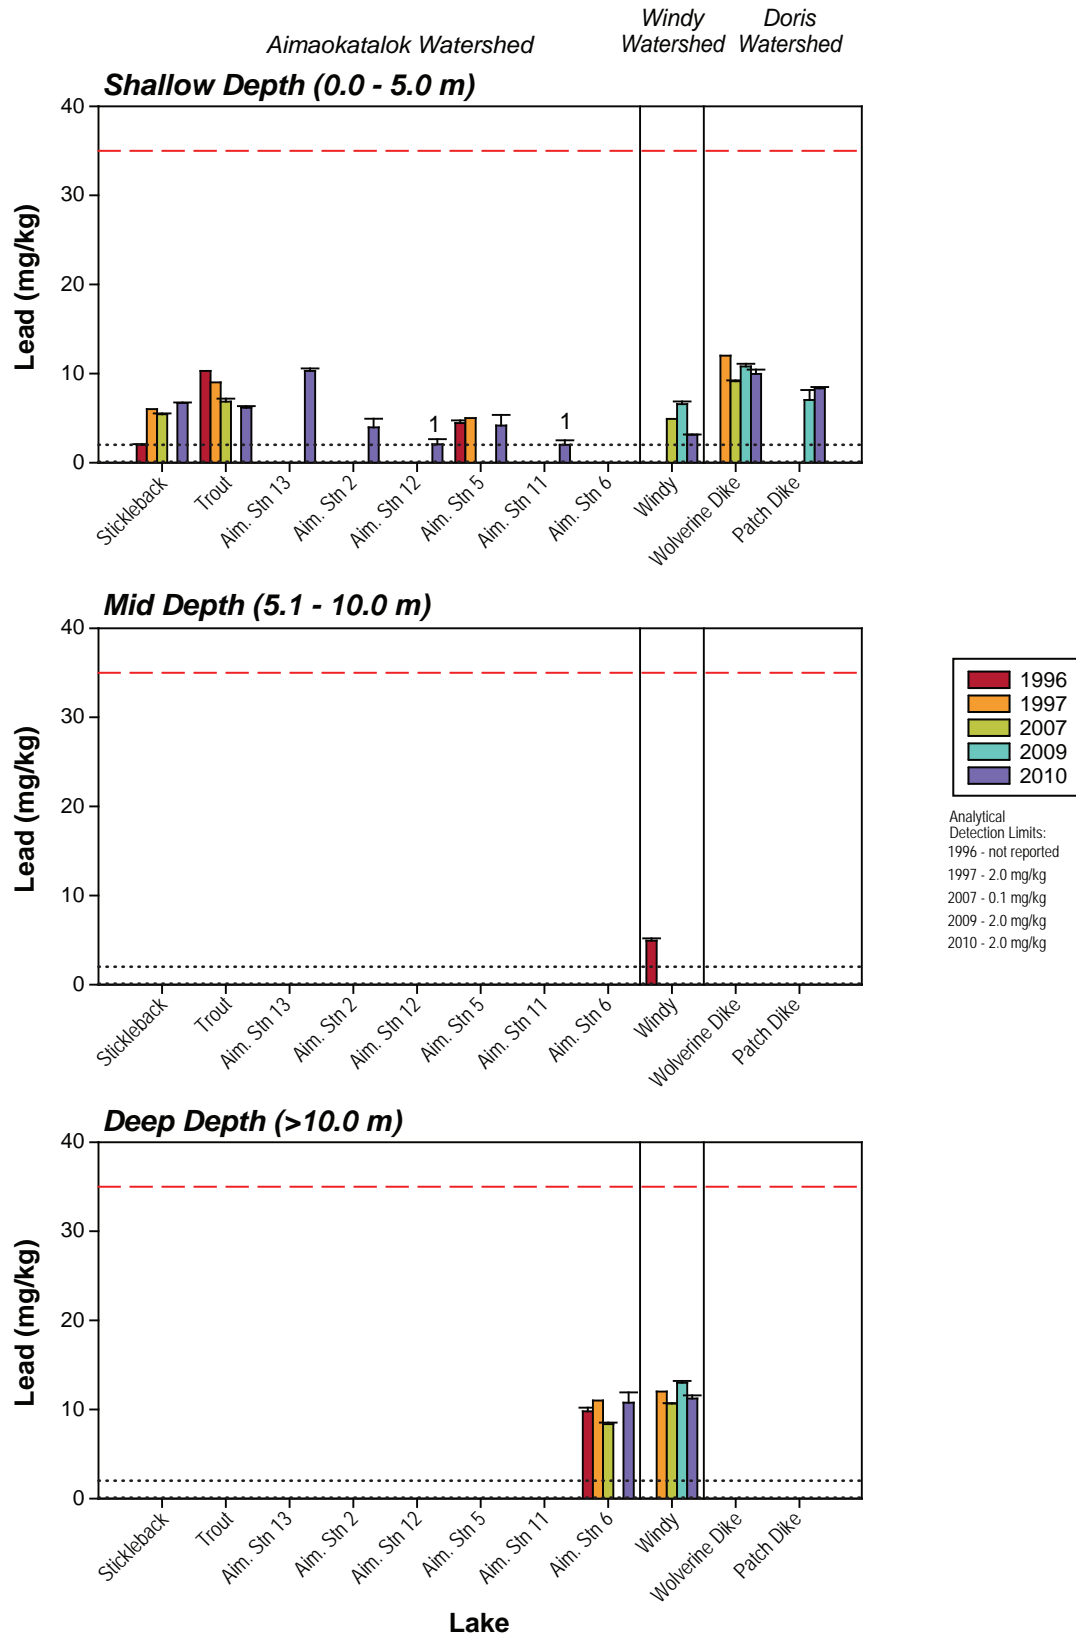 Aimaokatalok Watershed
Windy
Watershed
Doris
Watershed
Shallow Depth (0.0 - 5.0 m)
Lead (mg/kg)
40
30
20
10
0
1
1
Stickleback
Trout
Aim. Stn 13
Aim. Stn 2
Aim. Stn 12
Aim. Stn 5
Aim. Stn 11
Aim. Stn 6
Windy
Wolverine Dike
Patch Dike
Mid Depth (5.1 - 10.0 m)
Lead (mg/kg)
40
30
20
10
0
Stickleback
Trout
Aim. Stn 13
Aim. Stn 2
Aim. Stn 12
Aim. Stn 5
Aim. Stn 11
Aim. Stn 6
Windy
Wolverine Dike
Patch Dike
1996
1997
2007
2009
2010
Analytical
Detection Limits:
1996 - not reported
1997 - 2.0 mg/kg
2007 - 0.1 mg/kg
2009 - 2.0 mg/kg
2010 - 2.0 mg/kg
Deep Depth (>10.0 m)
Lead (mg/kg)
40
30
20
10
0
Stickleback
Trout
Aim. Stn 13
Aim. Stn 2
Aim. Stn 12
Aim. Stn 5
Aim. Stn 11
Aim. Stn 6
Windy
Wolverine Dike
Patch Dike
Lake